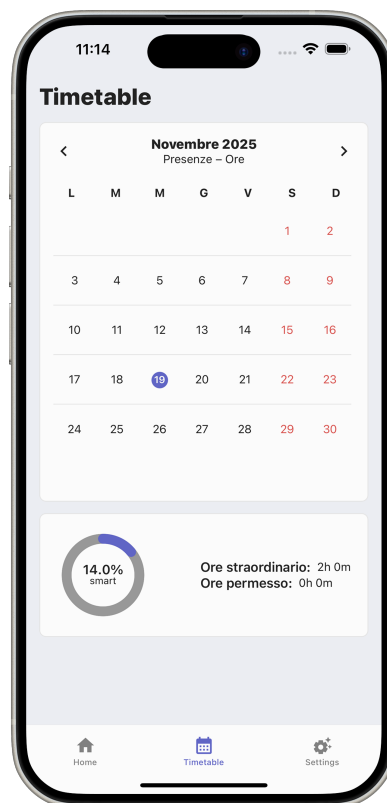 11:14
Timetable
Novembre 2025
Presenze – Ore
L M M G V S D
1 2
3 4 5 6 7 8 9
10 11 12 13 14 15 16
17 18 19 20 21 22 23
24 25 26 27 28 29 30
14.0%
smart
Ore straordinario: 2h 0m
Ore permesso: 0h 0m
Home Timetable Settings